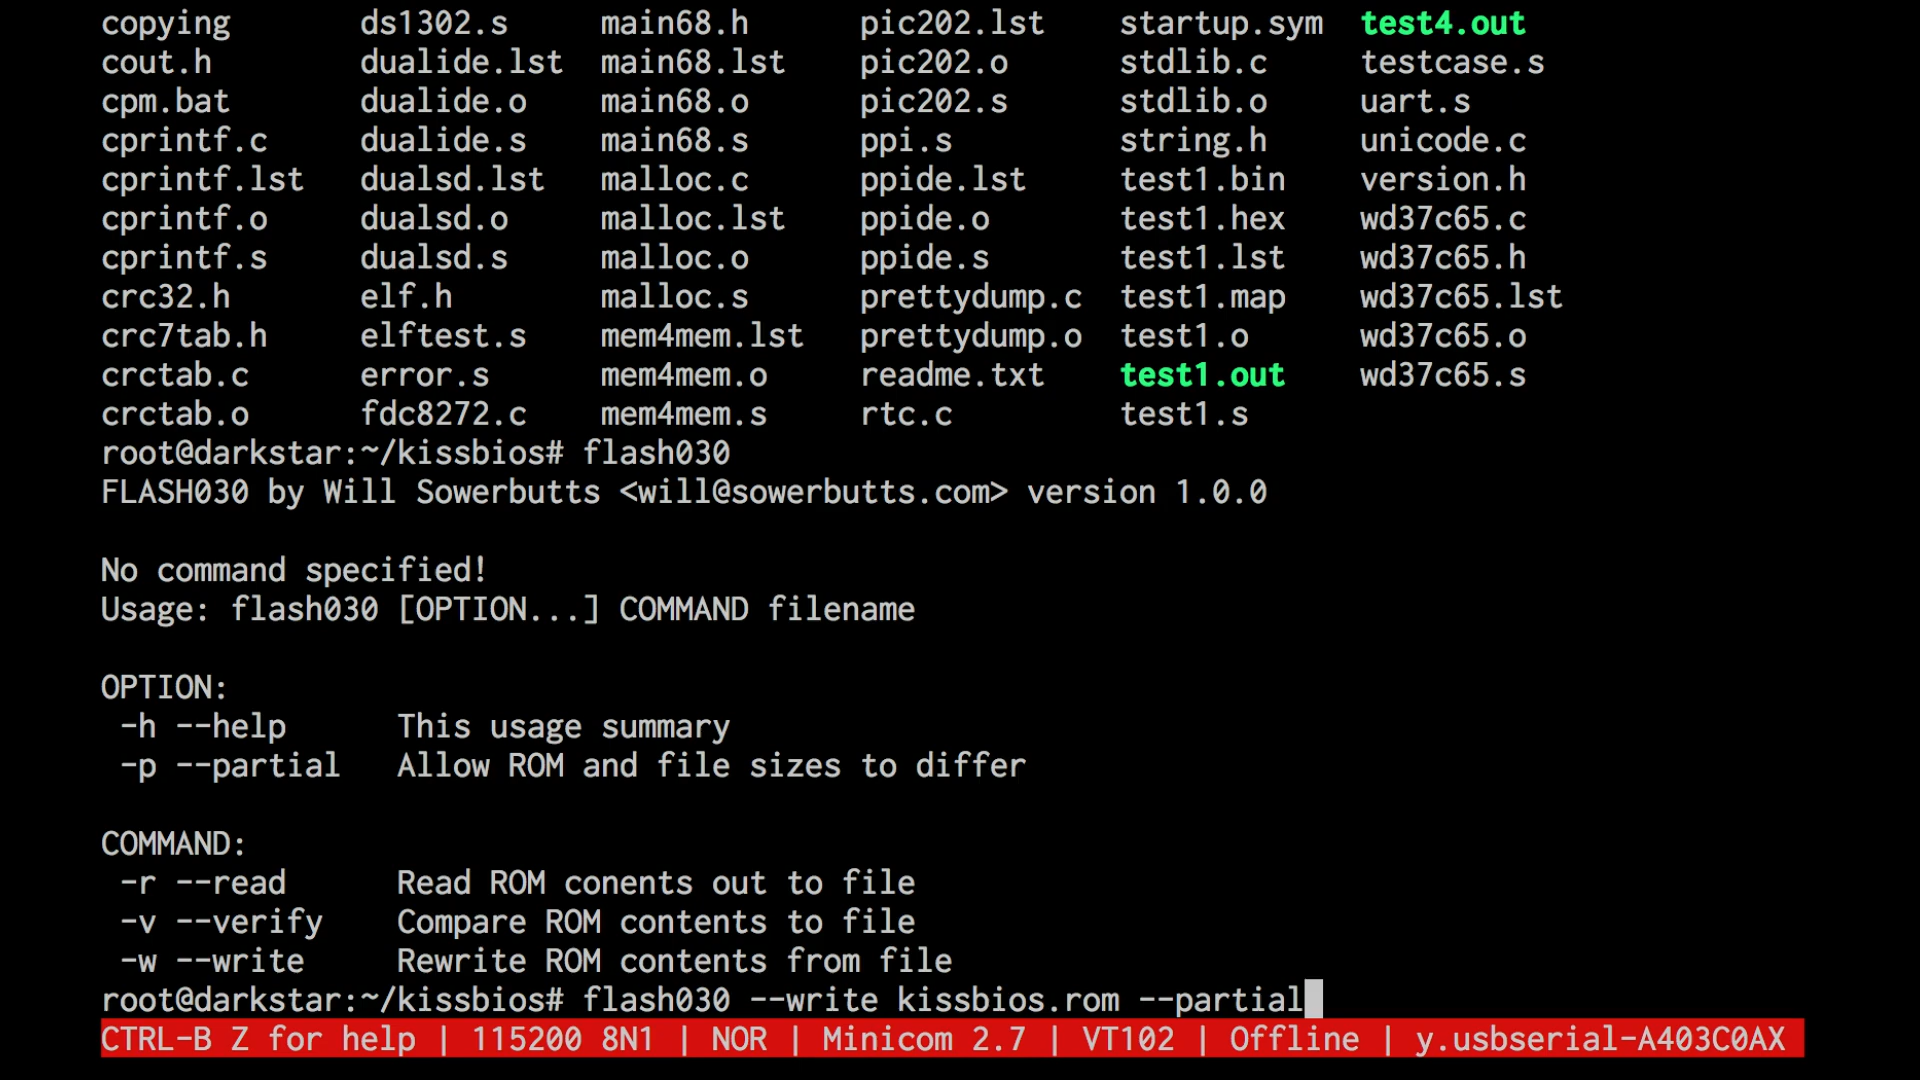 copying       ds1302.s     main68.h      pic202.lst    startup.sym  test4.out
cout.h        dualide.lst  main68.lst    pic202.o      stdlib.c     testcase.s
cpm.bat       dualide.o    main68.o      pic202.s      stdlib.o     uart.s
cprintf.c     dualide.s    main68.s      ppi.s         string.h     unicode.c
cprintf.lst   dualsd.lst   malloc.c      ppide.lst     test1.bin    version.h
cprintf.o     dualsd.o     malloc.lst    ppide.o       test1.hex    wd37c65.c
cprintf.s     dualsd.s     malloc.o      ppide.s       test1.lst    wd37c65.h
crc32.h       elf.h        malloc.s      prettydump.c  test1.map    wd37c65.lst
crc7tab.h     elftest.s    mem4mem.lst   prettydump.o  test1.o      wd37c65.o
crctab.c      error.s      mem4mem.o     readme.txt    test1.out    wd37c65.s
crctab.o      fdc8272.c    mem4mem.s     rtc.c         test1.s
root@darkstar:~/kissbios# flash030
FLASH030 by Will Sowerbutts <will@sowerbutts.com> version 1.0.0
No command specified!
Usage: flash030 [OPTION...] COMMAND filename
OPTION:
 -h --help      This usage summary
 -p --partial   Allow ROM and file sizes to differ
COMMAND:
 -r --read      Read ROM conents out to file
 -v --verify    Compare ROM contents to file
 -w --write     Rewrite ROM contents from file
root@darkstar:~/kissbios# flash030 --write kissbios.rom --partial
CTRL-B Z for help | 115200 8N1 | NOR | Minicom 2.7 | VT102 | Offline | y.usbserial-A403C0AX